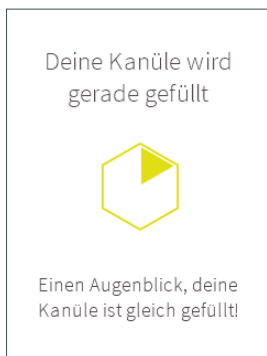 Deine Kanüle wird
gerade gefüllt
Einen Augenblick, deine
Kanüle ist gleich gefüllt!